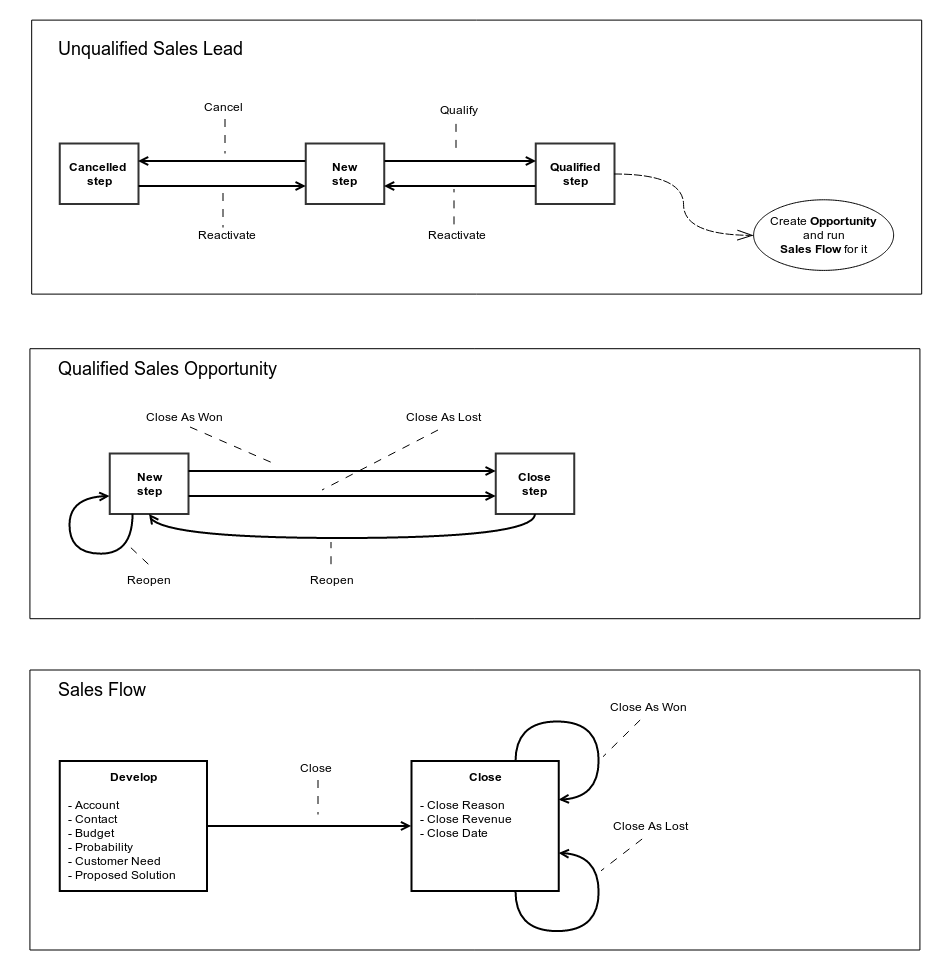 Unqualified Sales Lead
Cancel
Qualify
Cancelled
step
New
step
Qualified
step
Reactivate
Reactivate
Create Opportunity
and run
Sales Flow for it
Qualified Sales Opportunity
Close As Won
Close As Lost
New
step
Close
step
Reopen
Reopen
Sales Flow
Close As Won
Close
Develop
- Account
- Contact
- Budget
- Probability
- Customer Need
- Proposed Solution
Close
- Close Reason
- Close Revenue
- Close Date
Close As Lost